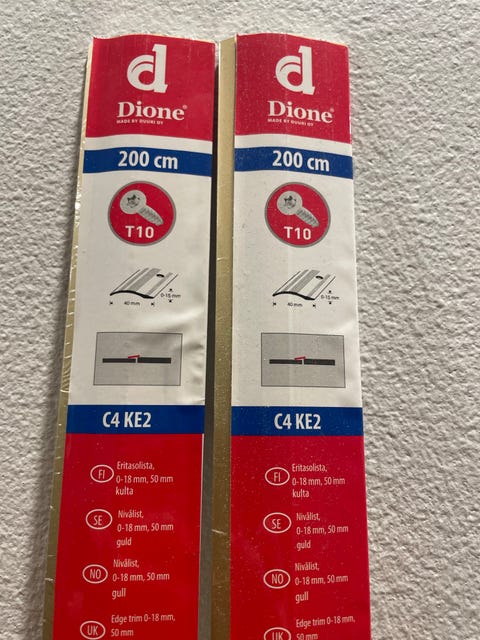 d
Dione®
MADE BY DUURI OY
200 cm
T10
0-15 mm
40 mm
C4 KE2
FI
Eritasolista,
0-18 mm, 50 mm
kulta
SE
Nivålist,
0-18 mm, 50 mm
guld
NO
Nivålist,
0-18 mm, 50 mm
gull
UK
Edge trim 0-18 mm,
50 mm
d
Dione®
MADE BY DUURI OY
200 cm
T10
0-15 mm
40 mm
C4 KE2
FI
Eritasolista,
0-18 mm, 50 mm
kulta
SE
Nivålist,
0-18 mm, 50 mm
guld
NO
Nivålist,
0-18 mm, 50 mm
gull
UK
Edge trim 0-18 mm,
50 mm